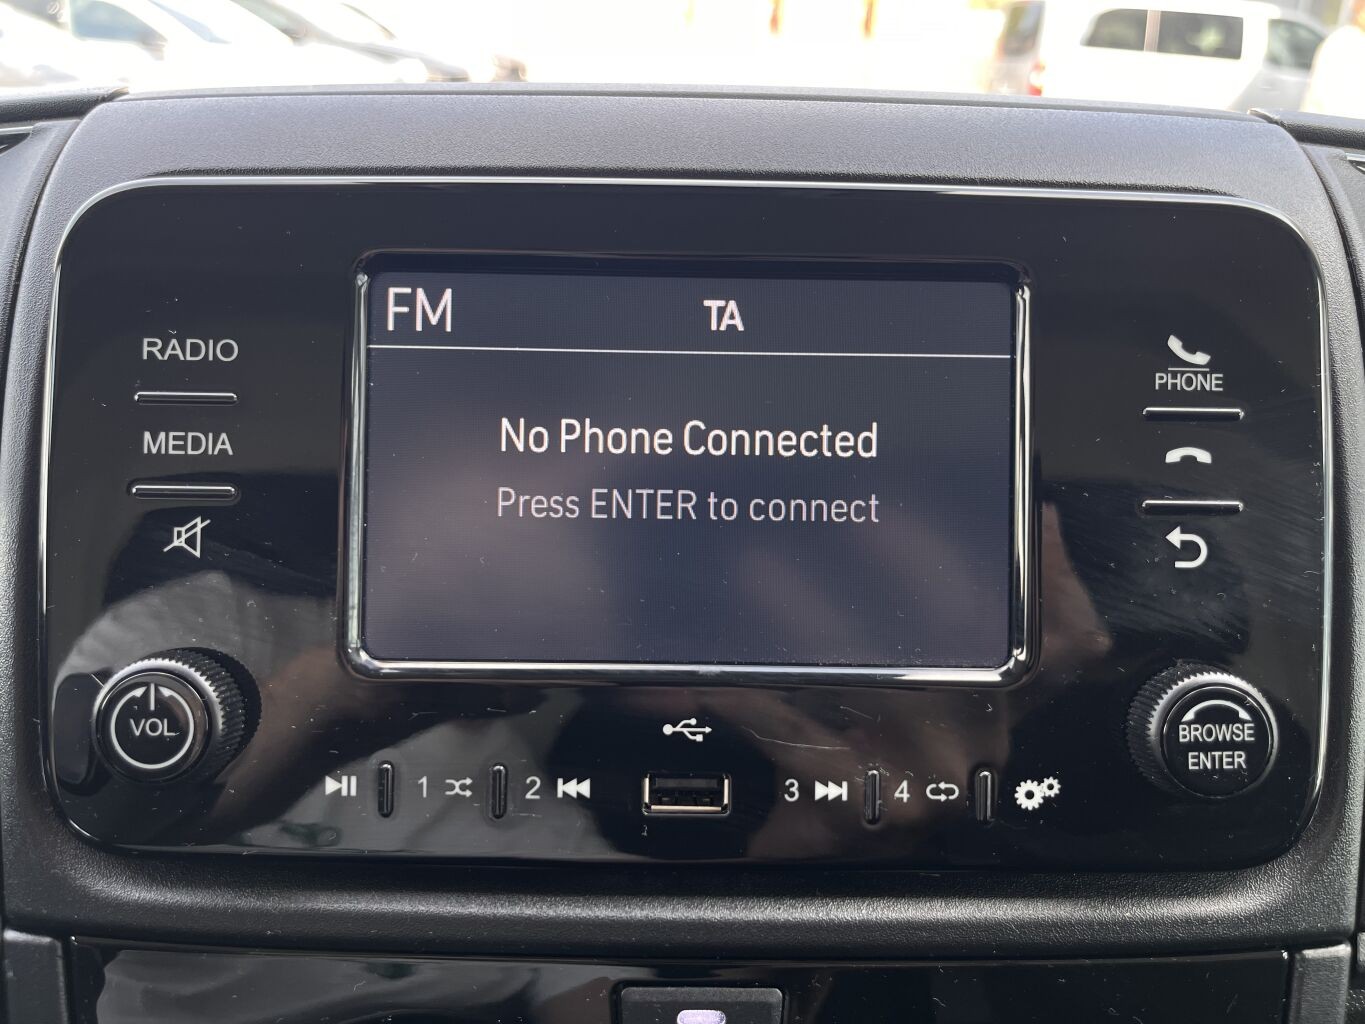 FM
TA
No Phone Connected
Press ENTER to connect
RADIO
MEDIA
VOL
PHONE
BROWSE
ENTER
1
2
3
4